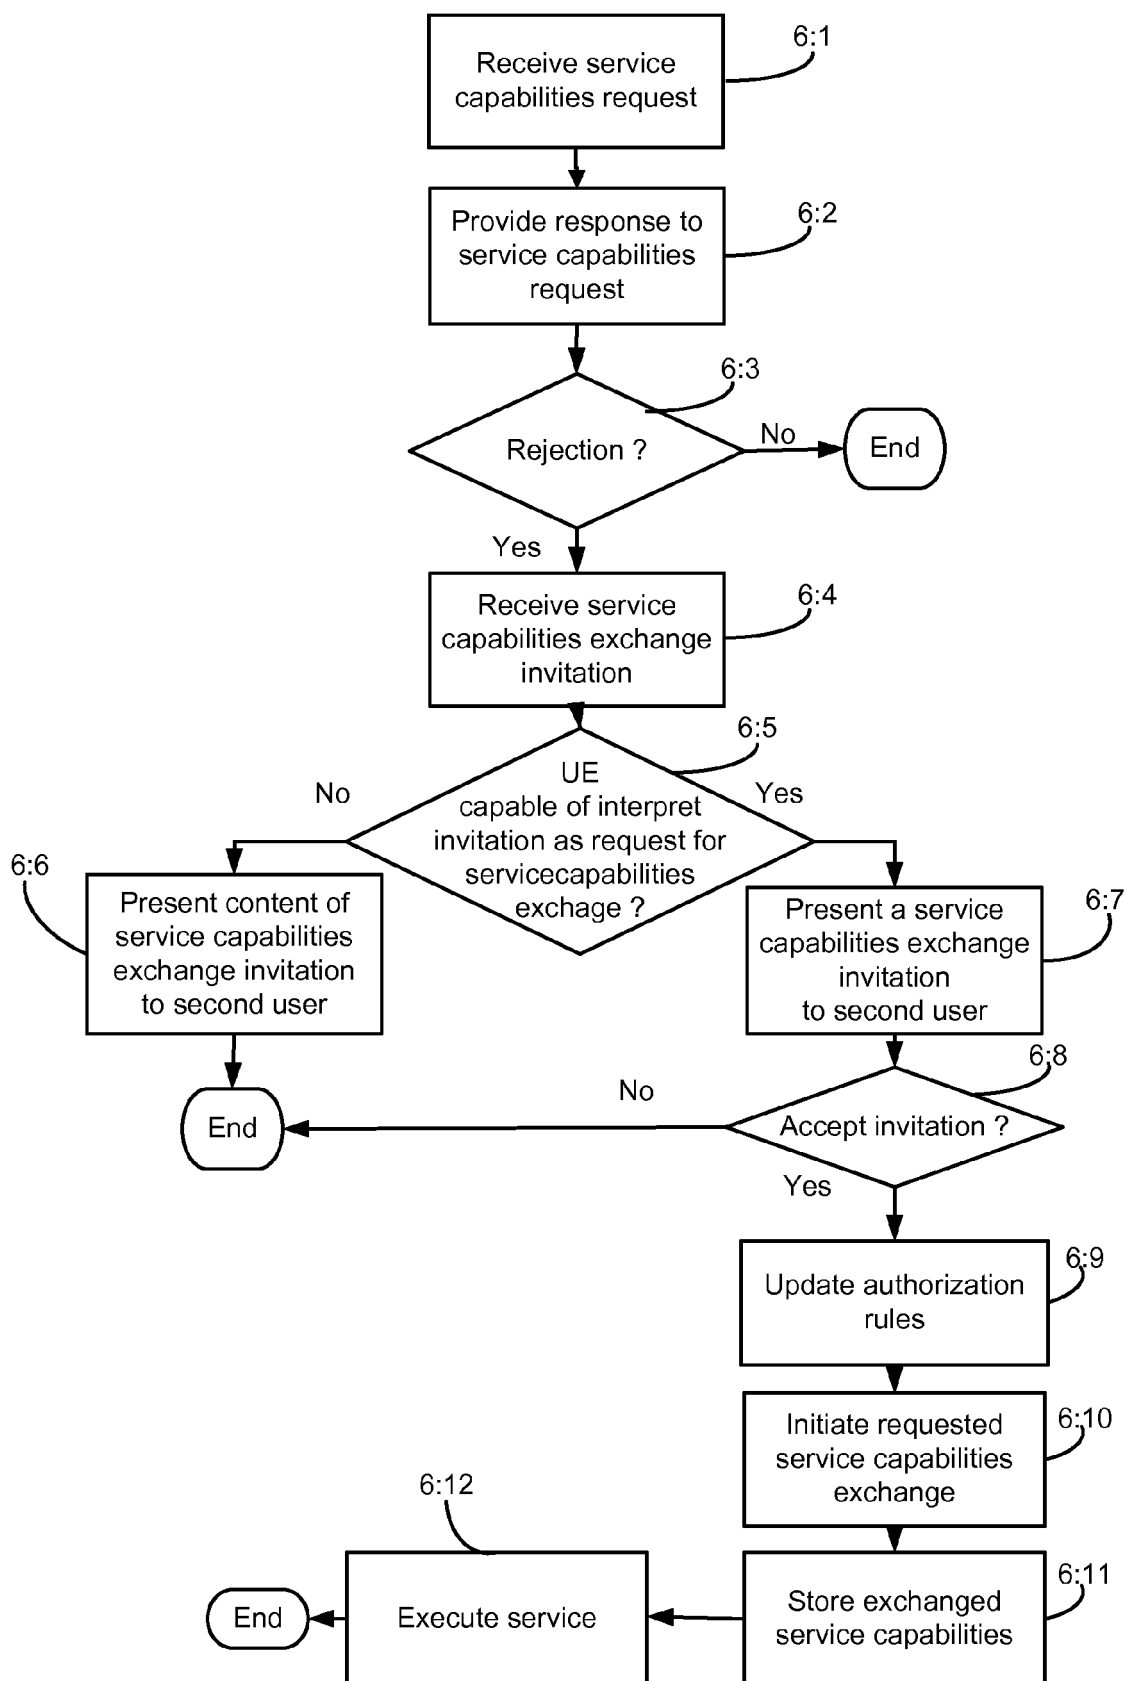 6:1
Receive service
capabilities request
6:2
Provide response to
service capabilities
request
6:3
Rejection ?
No
End
Yes
6:4
Receive service
capabilities exchange
invitation
6:5
UE
capable of interpret
invitation as request for
servicecapabilities
exchage ?
No
Yes
6:6
Present content of
service capabilities
exchange invitation
to second user
6:7
Present a service
capabilities exchange
invitation
to second user
6:8
Accept invitation ?
No
End
Yes
6:9
Update authorization
rules
6:10
Initiate requested
service capabilities
exchange
6:11
Store exchanged
service capabilities
6:12
Execute service
End